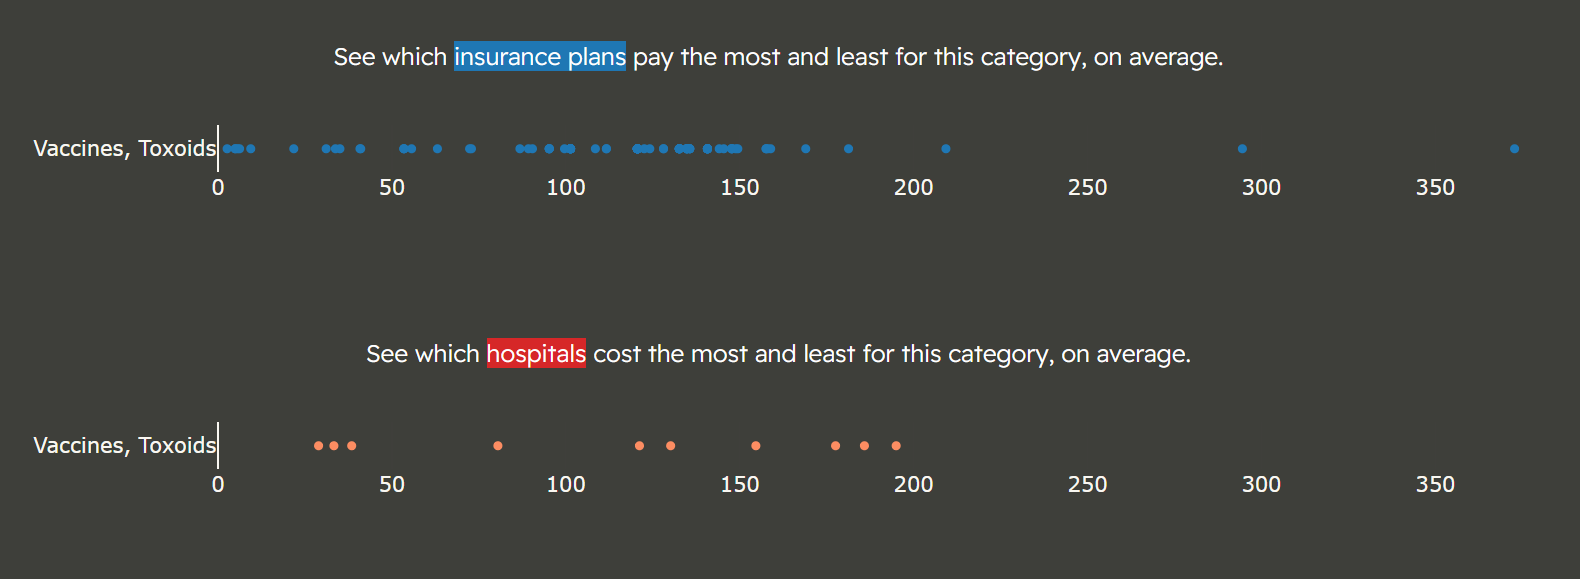 See which insurance plans pay the most and least for this category, on average.
Vaccines, Toxoids
0 50 100 150 200 250 300 350
See which hospitals cost the most and least for this category, on average.
Vaccines, Toxoids
0 50 100 150 200 250 300 350